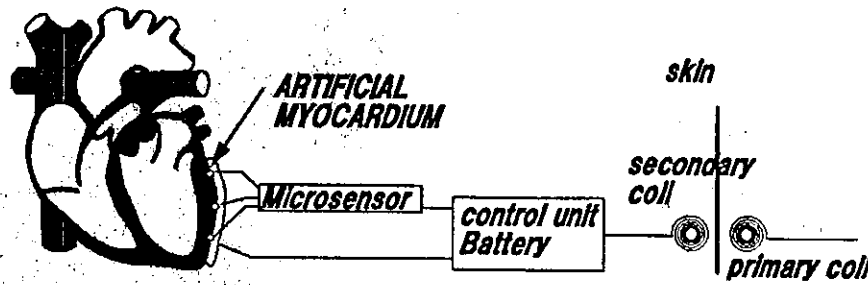 skin
ARTIFICIAL
MYOCARDIUM
secondary
coil
Microsensor
control unit
Battery
primary coil